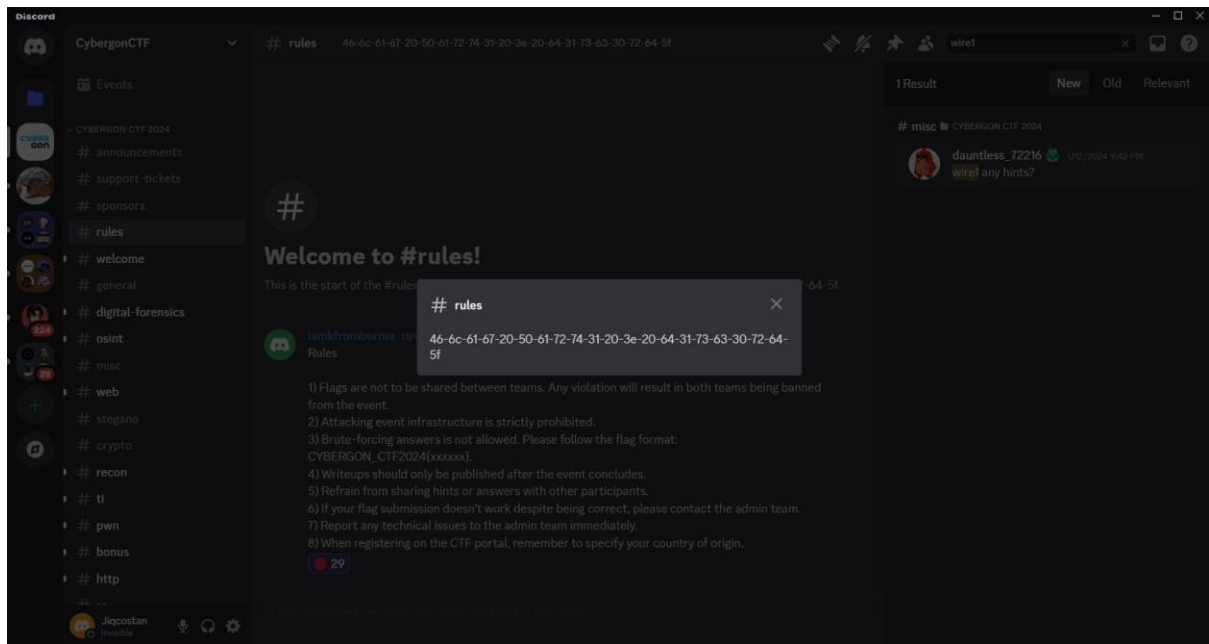 Discord
CybergonCTF
# rules 46-6c-61-67-20-50-61-72-74-31-20-3e-20-64-31-73-63-30-72-64-5f
wire1
Events
CYBERGON CTF 2024
# announcements
# support-tickets
# sponsors
# rules
# welcome
# general
# digital-forensics
# osint
# misc
# web
# stegano
# crypto
# recon
# ti
# pwn
# bonus
# http
CYBER GON
224
28
Jiqcostan
Invisible
#
Welcome to #rules!
This is the start of the #rules
-64-5f
# rules
46-6c-61-67-20-50-61-72-74-31-20-3e-20-64-31-73-63-30-72-64-
5f
iamkfromburma
Rules
1) Flags are not to be shared between teams. Any violation will result in both teams being banned
from the event.
2) Attacking event infrastructure is strictly prohibited.
3) Brute-forcing answers is not allowed. Please follow the flag format:
CYBERGON_CTF2024{xxxxxx}.
4) Writeups should only be published after the event concludes.
5) Refrain from sharing hints or answers with other participants.
6) If your flag submission doesn't work despite being correct, please contact the admin team.
7) Report any technical issues to the admin team immediately.
8) When registering on the CTF portal, remember to specify your country of origin.
29
1 Result
New Old Relevant
# misc CYBERGON CTF 2024
dauntless_72216 1/12/2024 9:42 PM
wire1 any hints?